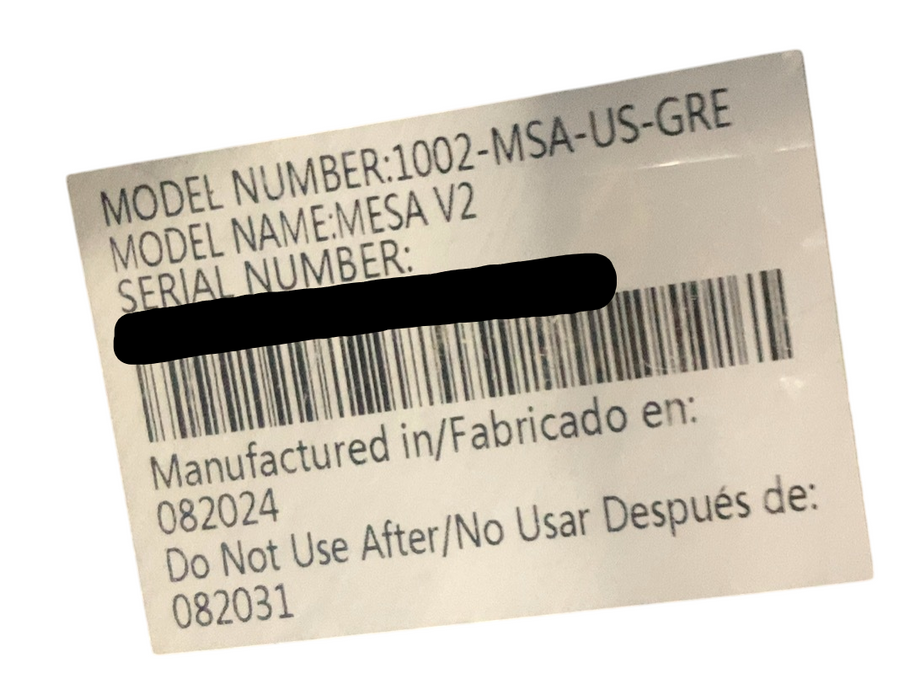 MODEL NUMBER:1002-MSA-US-GRE
MODEL NAME:MESA V2
SERIAL NUMBER:
Manufactured in/Fabricado en:
082024
Do Not Use After/No Usar Después de:
082031